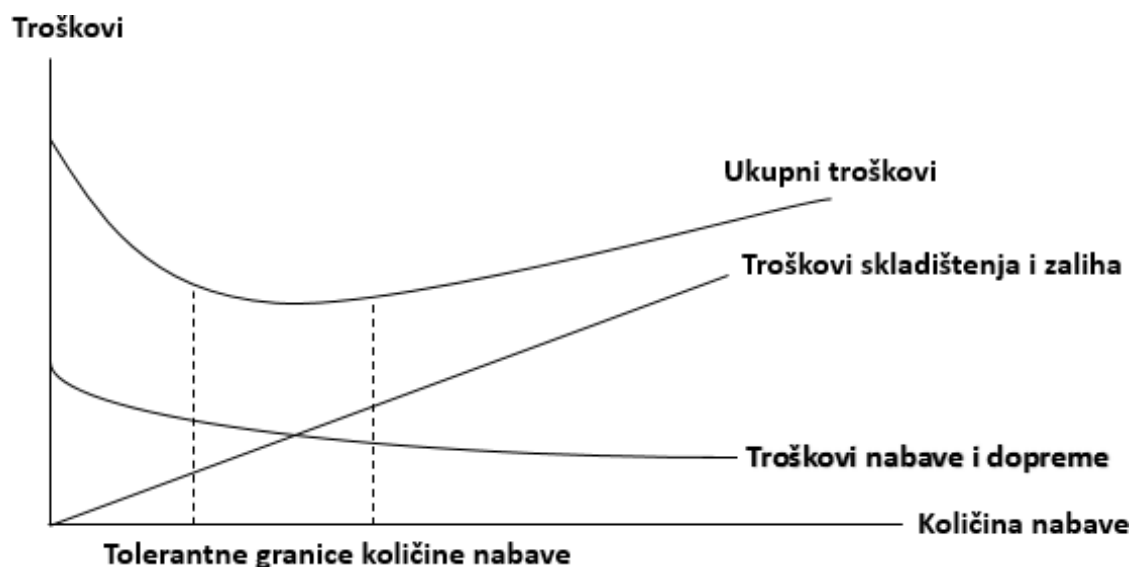 Troškovi
Ukupni troškovi
Troškovi skladištenja i zaliha
Troškovi nabave i dopreme
Količina nabave
Tolerantne granice količine nabave